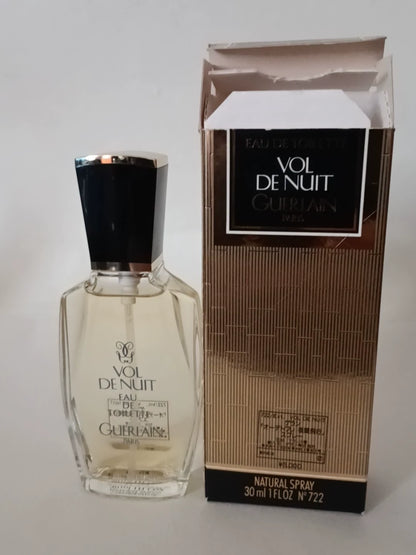 EAU DE TOILETTE
VOL
DE NUIT
GUERLAIN
PARIS
NATURAL SPRAY
30 ml 1 FL OZ N° 722
VOL
DE NUIT
EAU
DE
TOILETTE
GUERLAIN
PARIS